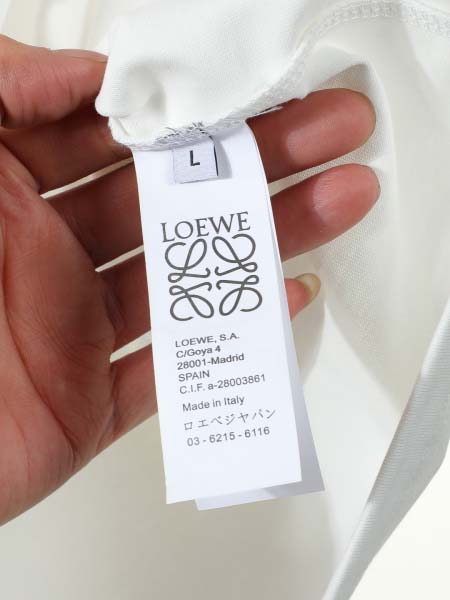 L
LOEWE
LOEWE, S.A.
C/Goya 4
28001-Madrid
SPAIN
C.I.F. a-28003861
Made in Italy
ロエベジャパン
03 - 6215 - 6116